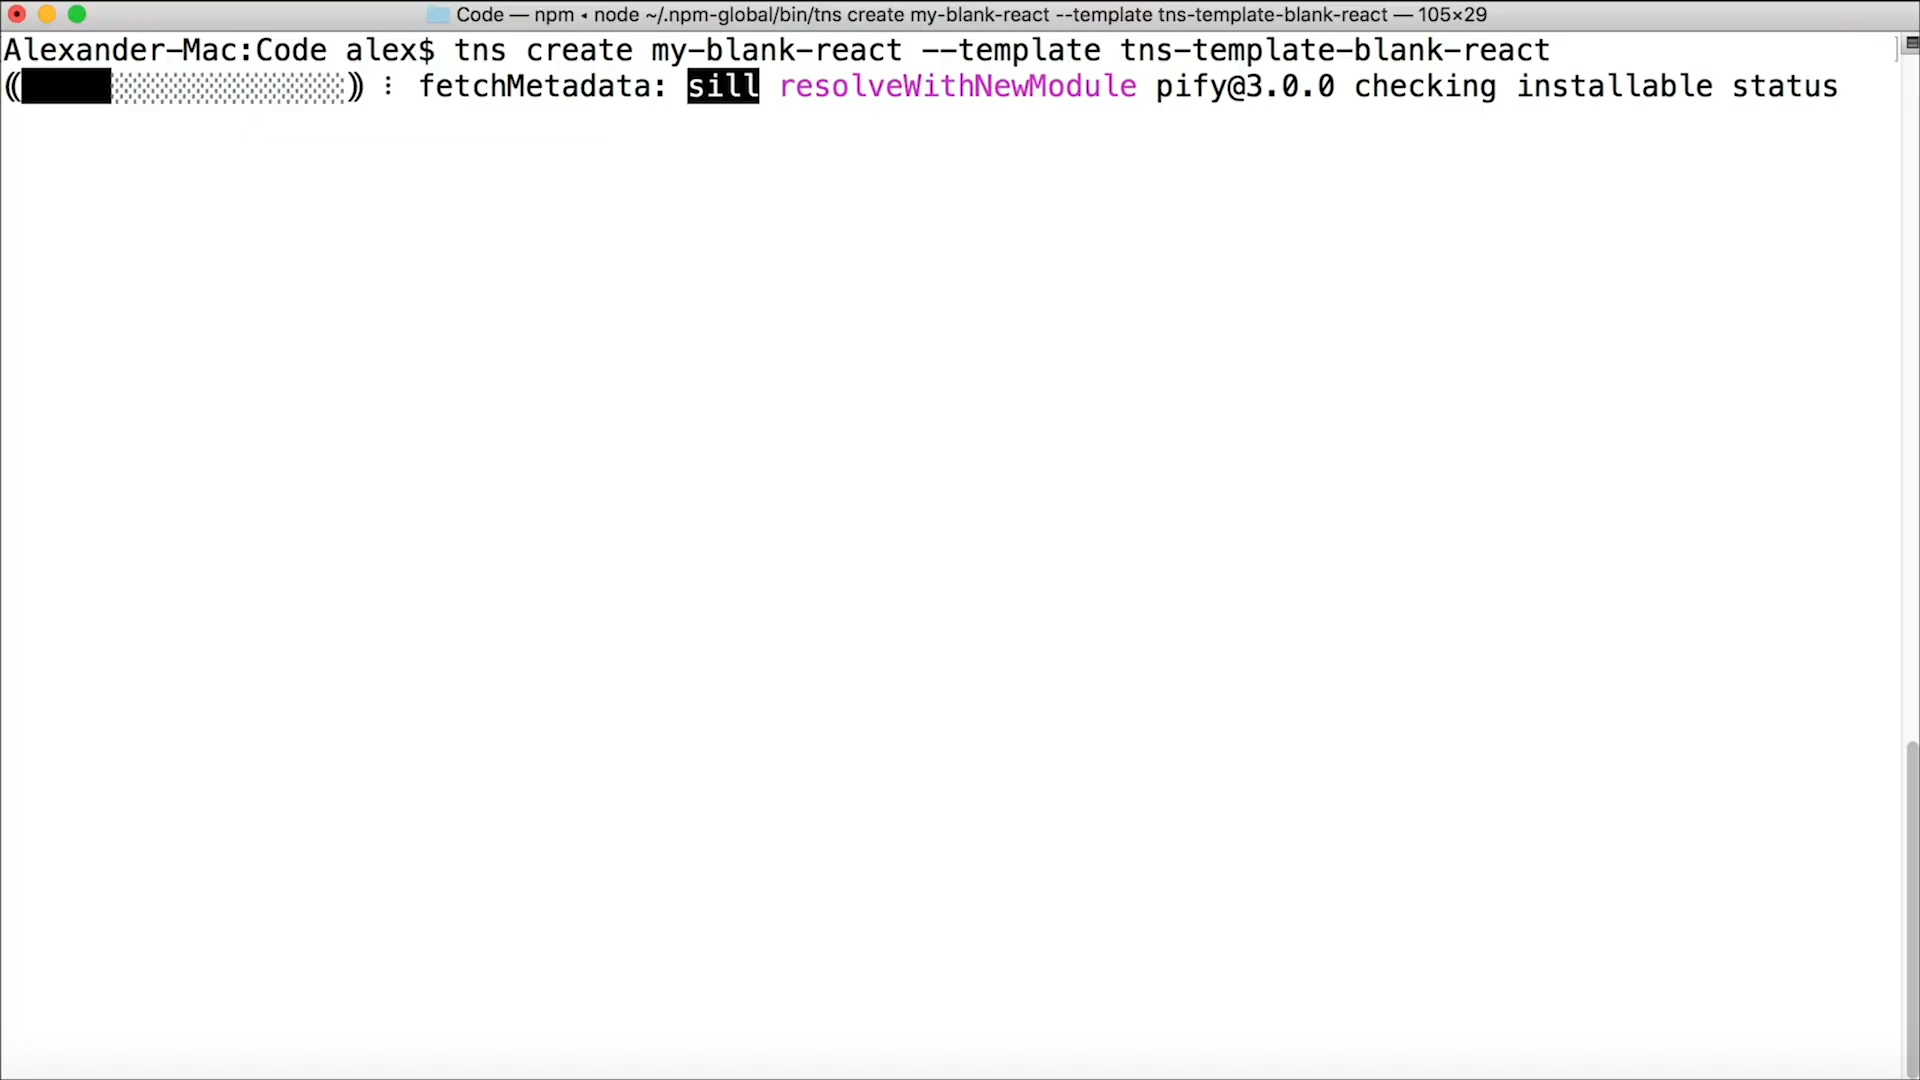 Code — npm ◂ node ~/.npm-global/bin/tns create my-blank-react --template tns-template-blank-react — 105×29
Alexander-Mac:Code alex$ tns create my-blank-react --template tns-template-blank-react
⸨█████░░░░░░░░░░░░░⸩ ⠸ fetchMetadata: sill resolveWithNewModule pify@3.0.0 checking installable status